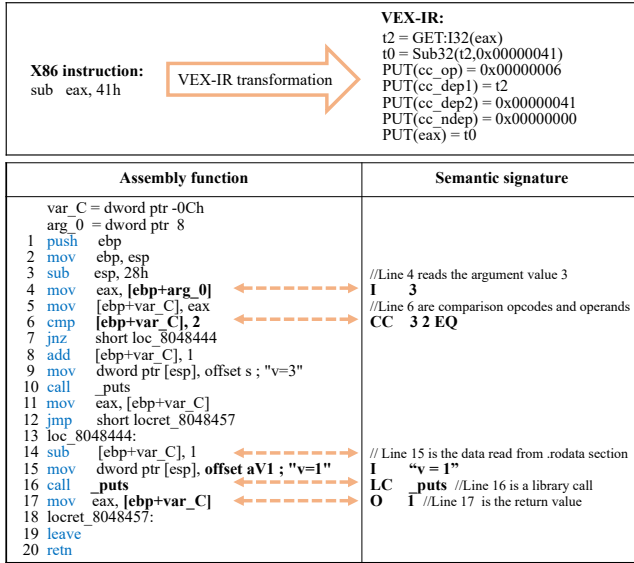 VEX-IR:
t2 = GET:I32(eax)
t0 = Sub32(t2,0x00000041)
PUT(cc_op) = 0x00000006
PUT(cc_dep1) = t2
PUT(cc_dep2) = 0x00000041
PUT(cc_ndep) = 0x00000000
PUT(eax) = t0
X86 instruction:
sub eax, 41h
VEX-IR transformation
Assembly function Semantic signature
var_C = dword ptr -0Ch
arg_0 = dword ptr 8
1 push ebp
2 mov ebp, esp
3 sub esp, 28h //Line 4 reads the argument value 3
4 mov eax, [ebp+arg_0] I 3
5 mov [ebp+var_C], eax //Line 6 are comparison opcodes and operands
6 cmp [ebp+var_C], 2 CC 3 2 EQ
7 jnz short loc_8048444
8 add [ebp+var_C], 1
9 mov dword ptr [esp], offset s ; "v=3"
10 call _puts
11 mov eax, [ebp+var_C]
12 jmp short locret_8048457
13 loc_8048444:
14 sub [ebp+var_C], 1 // Line 15 is the data read from .rodata section
15 mov dword ptr [esp], offset aV1 ; "v=1" I “v = 1”
16 call _puts LC _puts //Line 16 is a library call
17 mov eax, [ebp+var_C] O 1 //Line 17 is the return value
18 locret_8048457:
19 leave
20 retn